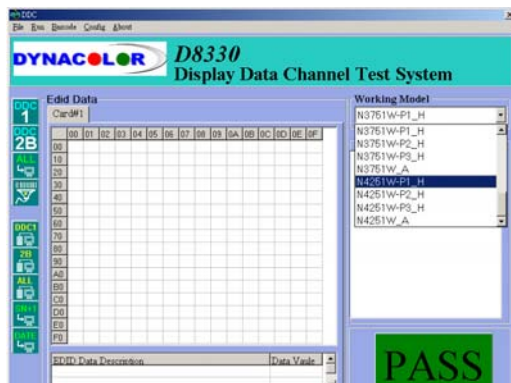 DDC
File Run Barcode Config About
DYNACOLOR
D8330
Display Data Channel Test System
Edid Data
Card#1
00 01 02 03 04 05 06 07 08 09 0A 0B 0C 0D 0E 0F
00
10
20
30
40
50
60
70
80
90
A0
B0
C0
D0
E0
F0
EDID Data Description Data Vaule
DDC
1
DDC
2B
ALL
DDC1
2B
ALL
SN+1
DATE
Working Model
N3751W-P1_H
N3751W-P1_H
N3751W-P2_H
N3751W-P3_H
N3751W_A
N4251W-P1_H
N4251W-P2_H
N4251W-P3_H
N4251W_A
PASS